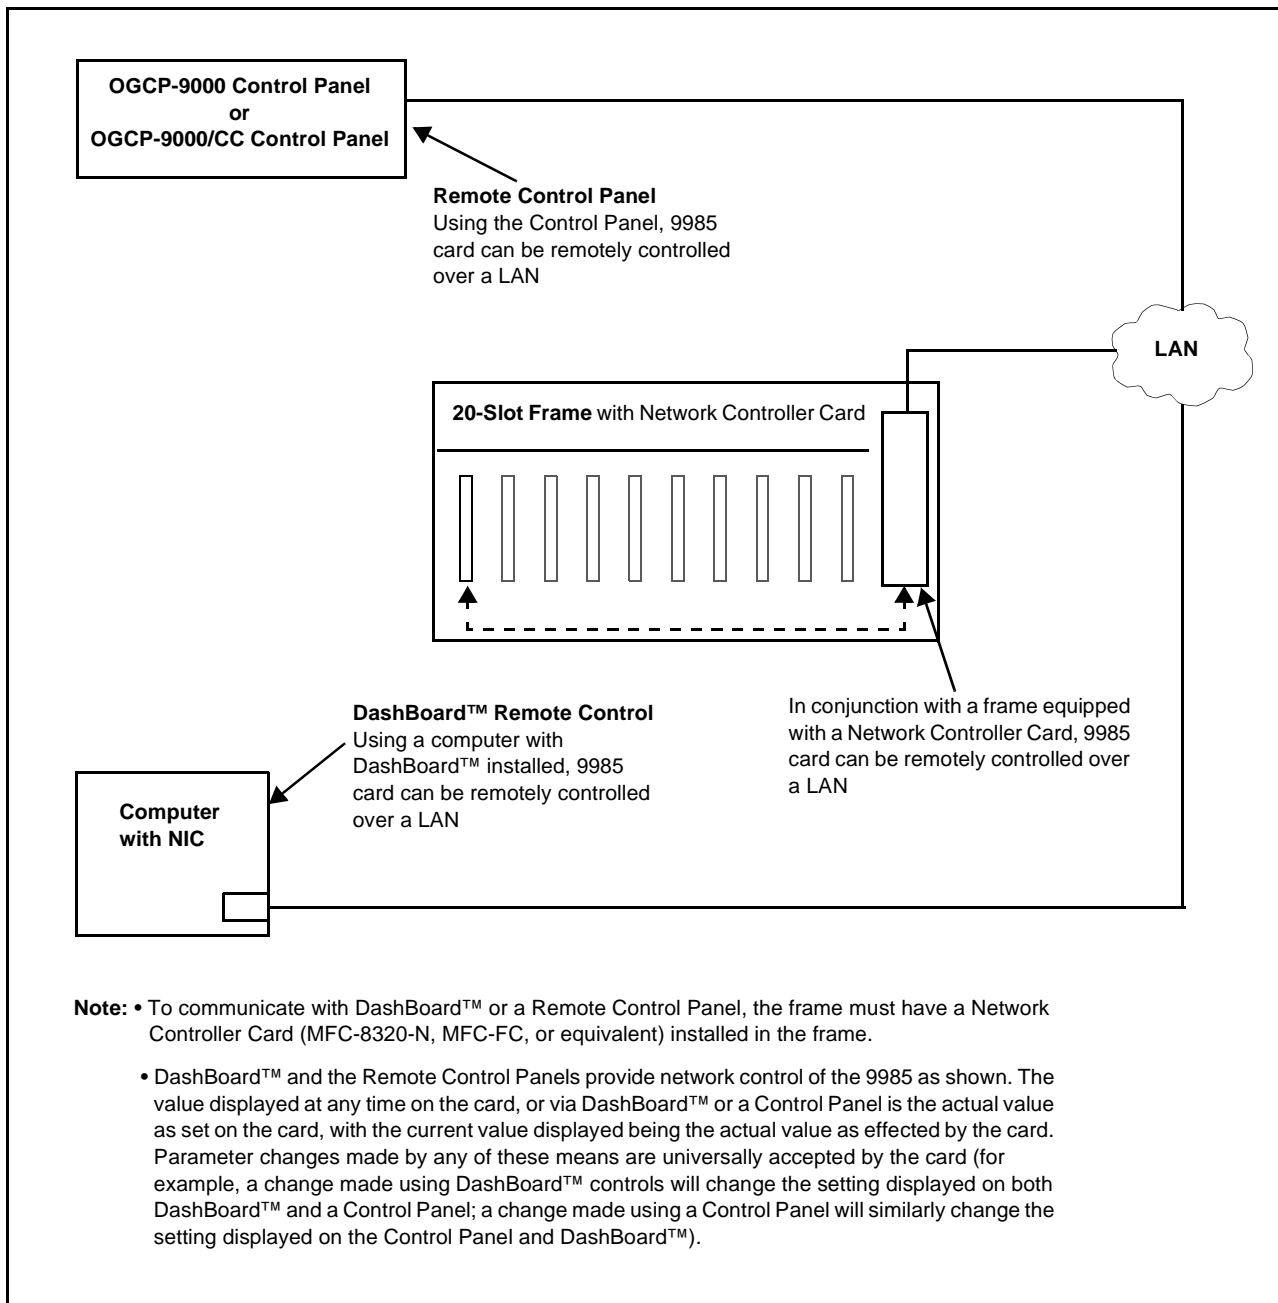 OGCP-9000 Control Panel
or
OGCP-9000/CC Control Panel
Remote Control Panel
Using the Control Panel, 9985
card can be remotely controlled
over a LAN
LAN
20-Slot Frame with Network Controller Card
In conjunction with a frame equipped
with a Network Controller Card, 9985
card can be remotely controlled over
a LAN
DashBoard™ Remote Control
Using a computer with
DashBoard™ installed, 9985
card can be remotely controlled
over a LAN
Computer
with NIC
Note: • To communicate with DashBoard™ or a Remote Control Panel, the frame must have a Network
Controller Card (MFC-8320-N, MFC-FC, or equivalent) installed in the frame.
• DashBoard™ and the Remote Control Panels provide network control of the 9985 as shown. The
value displayed at any time on the card, or via DashBoard™ or a Control Panel is the actual value
as set on the card, with the current value displayed being the actual value as effected by the card.
Parameter changes made by any of these means are universally accepted by the card (for
example, a change made using DashBoard™ controls will change the setting displayed on both
DashBoard™ and a Control Panel; a change made using a Control Panel will similarly change the
setting displayed on the Control Panel and DashBoard™).